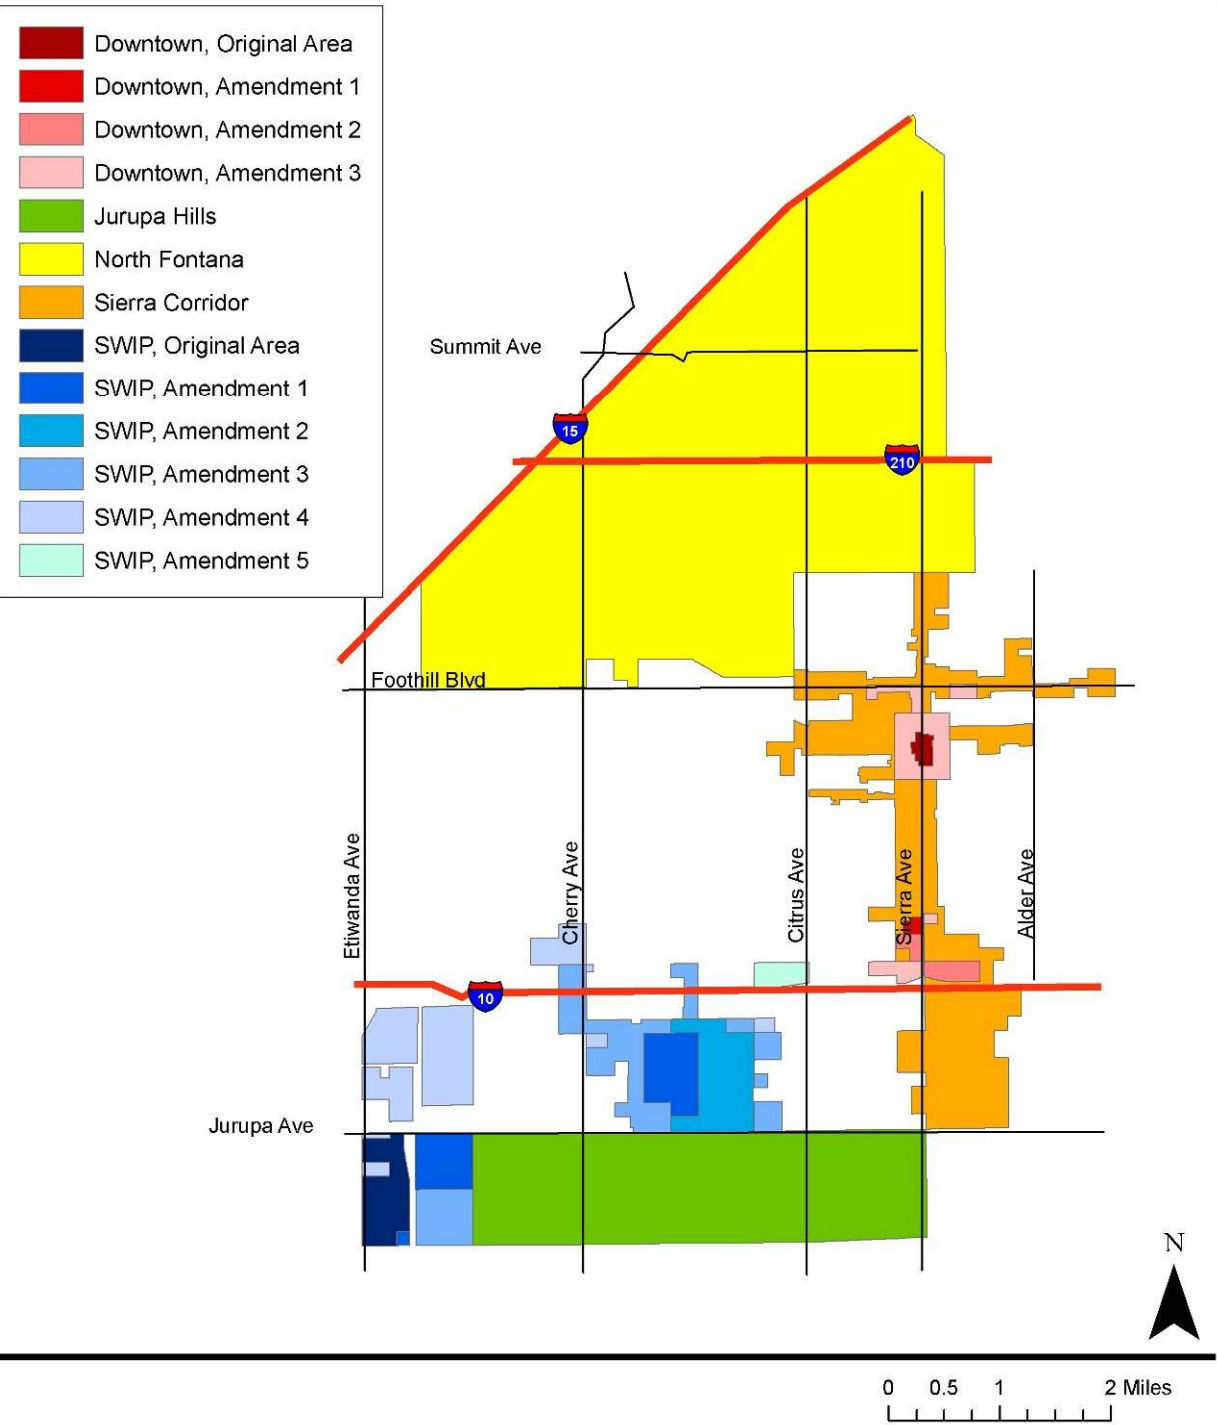 Downtown, Original Area
Downtown, Amendment 1
Downtown, Amendment 2
Downtown, Amendment 3
Jurupa Hills
North Fontana
Sierra Corridor
SWIP, Original Area
SWIP, Amendment 1
SWIP, Amendment 2
SWIP, Amendment 3
SWIP, Amendment 4
SWIP, Amendment 5
Summit Ave
15
210
Foothill Blvd
Etiwanda Ave
Cherry Ave
Citrus Ave
Sierra Ave
Alder Ave
10
Jurupa Ave
N
0 0.5 1 2 Miles